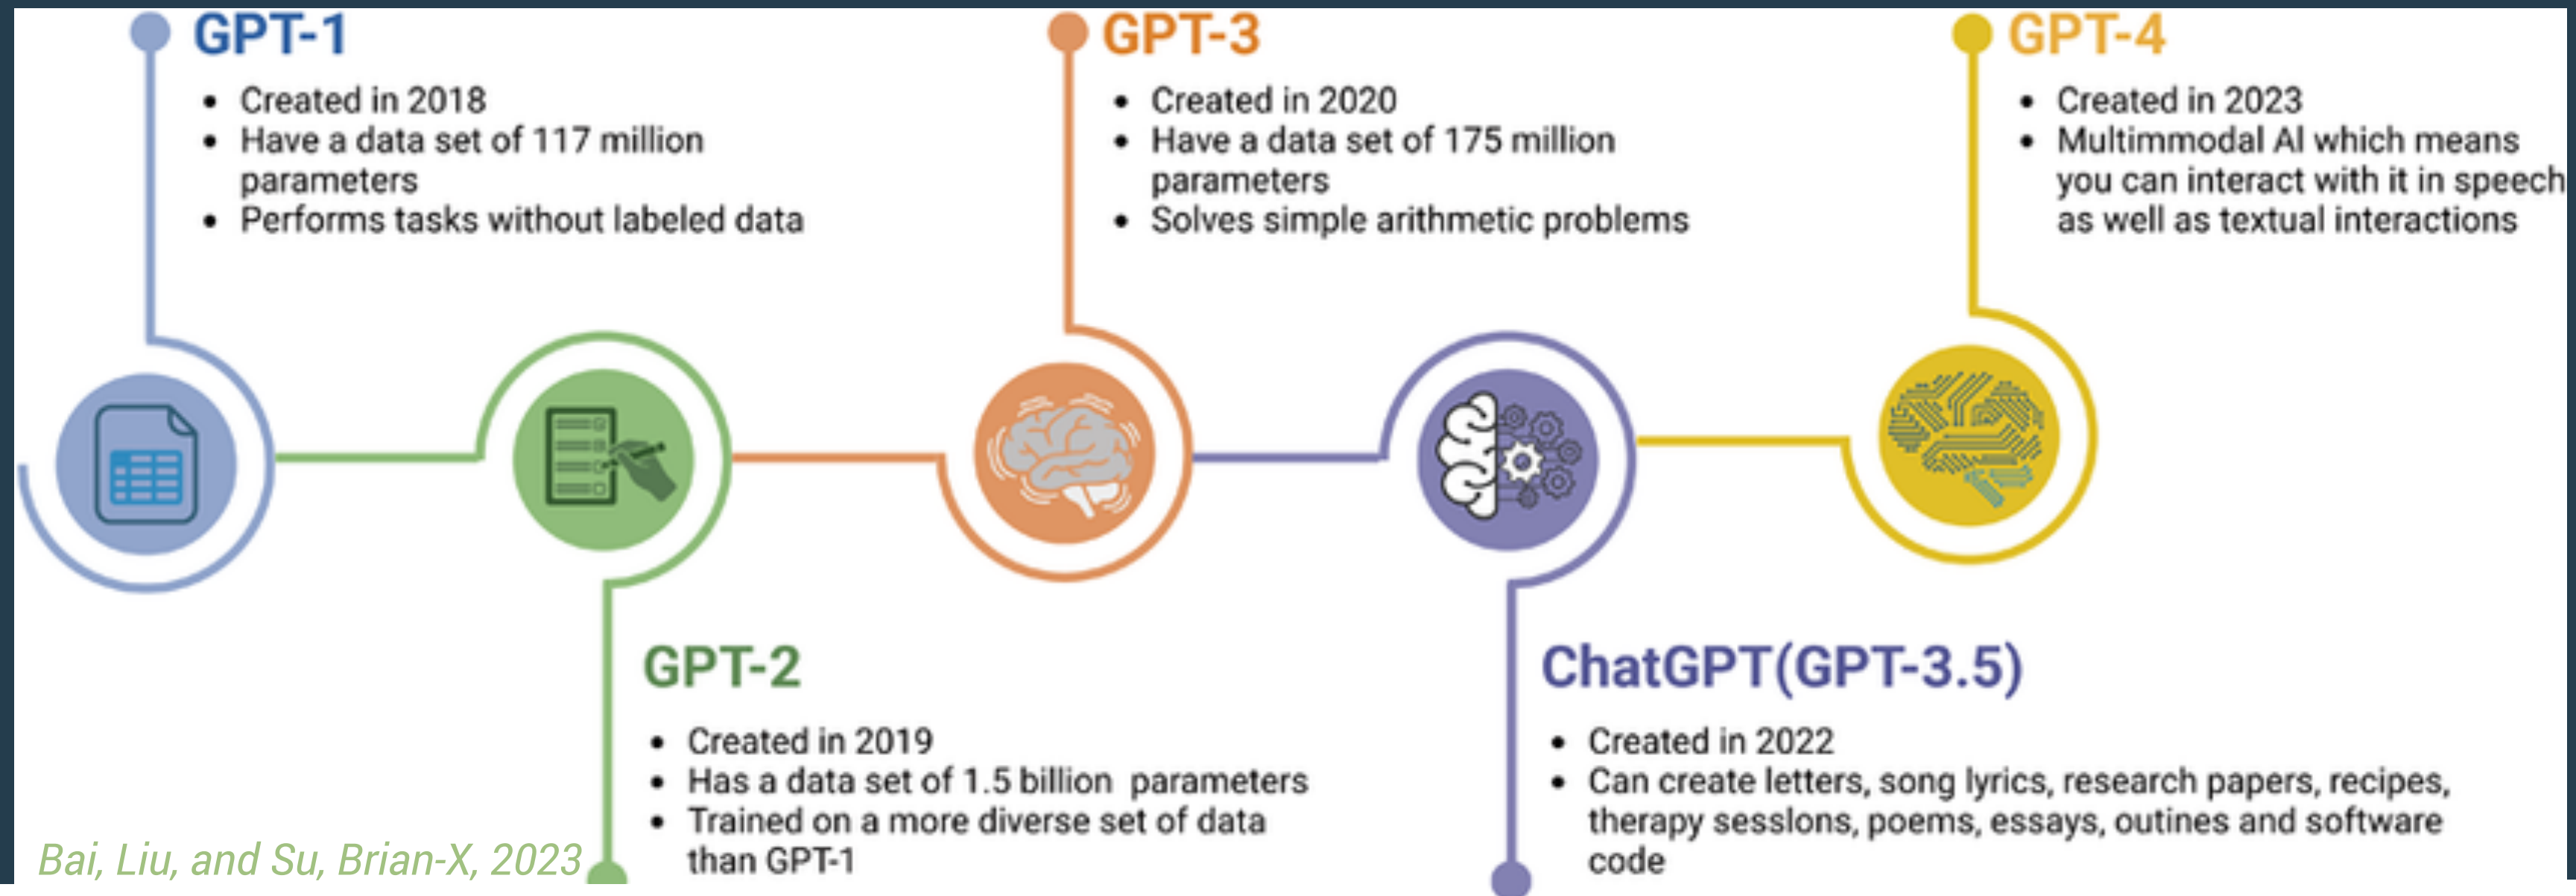 GPT-1
• Created in 2018
• Have a data set of 117 million
parameters
• Performs tasks without labeled data
GPT-2
• Created in 2019
• Has a data set of 1.5 billion parameters
• Trained on a more diverse set of data
than GPT-1
GPT-3
• Created in 2020
• Have a data set of 175 million
parameters
• Solves simple arithmetic problems
ChatGPT(GPT-3.5)
• Created in 2022
• Can create letters, song lyrics, research papers, recipes,
therapy sesslons, poems, essays, outines and software
code
GPT-4
• Created in 2023
• Multimmodal AI which means
you can interact with it in speech
as well as textual interactions
Bai, Liu, and Su, Brian-X, 2023